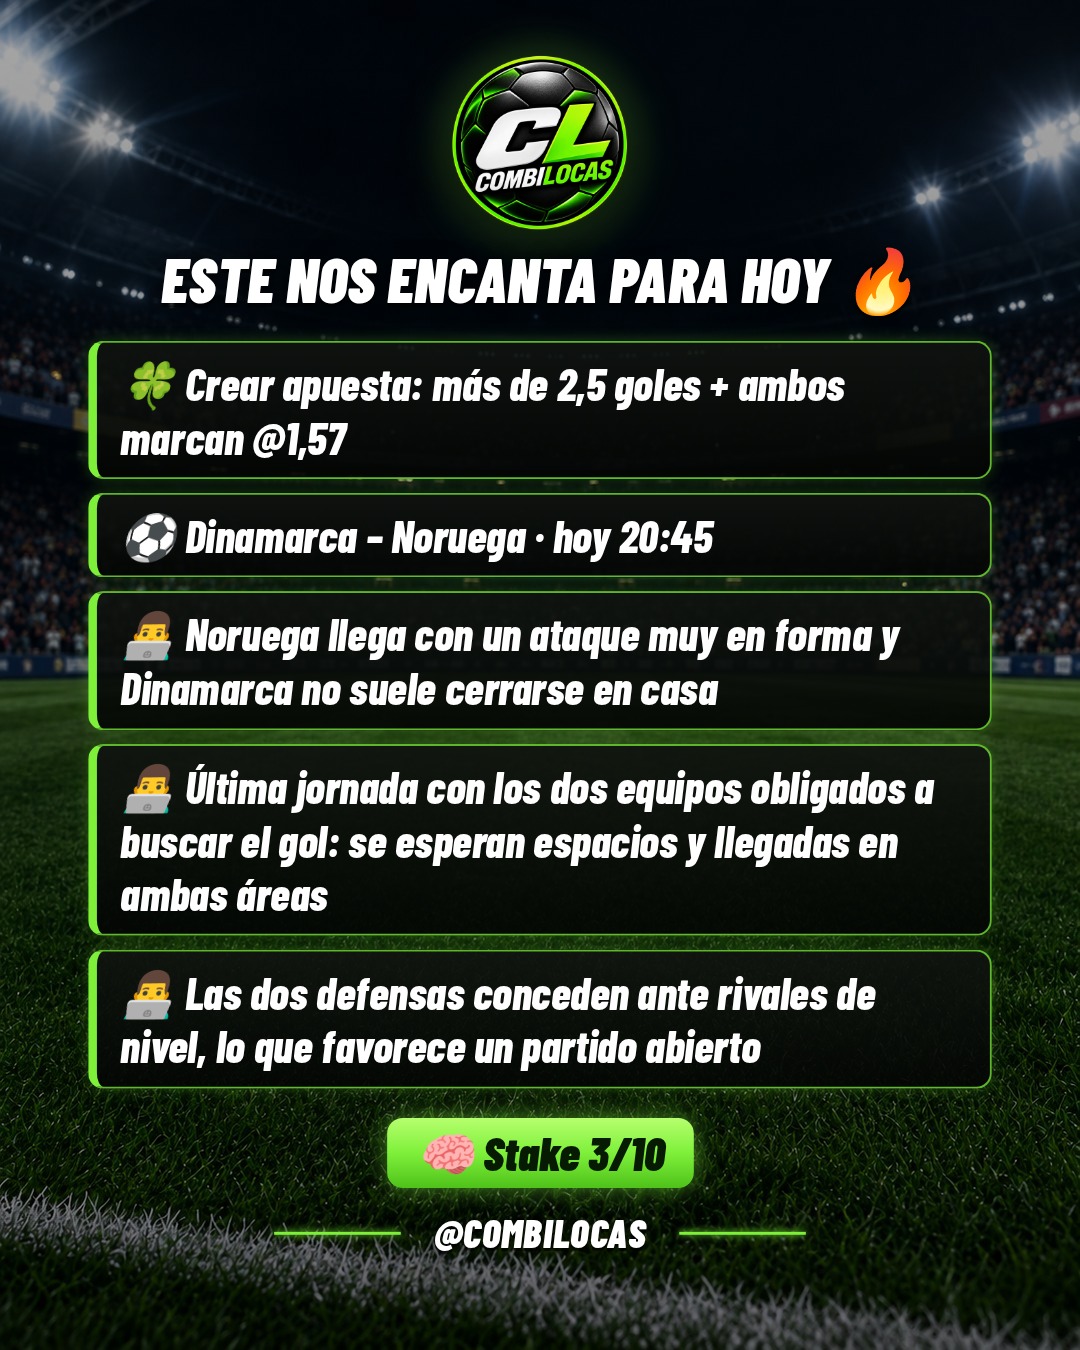 CL
COMBILOCAS
ESTE NOS ENCANTA PARA HOY 🔥
🍀 Crear apuesta: más de 2,5 goles + ambos
marcan @1,57
⚽ Dinamarca – Noruega · hoy 20:45
👨‍💻 Noruega llega con un ataque muy en forma y
Dinamarca no suele cerrarse en casa
👨‍💻 Última jornada con los dos equipos obligados a
buscar el gol: se esperan espacios y llegadas en
ambas áreas
👨‍💻 Las dos defensas conceden ante rivales de
nivel, lo que favorece un partido abierto
🧠 Stake 3/10
@COMBILOCAS